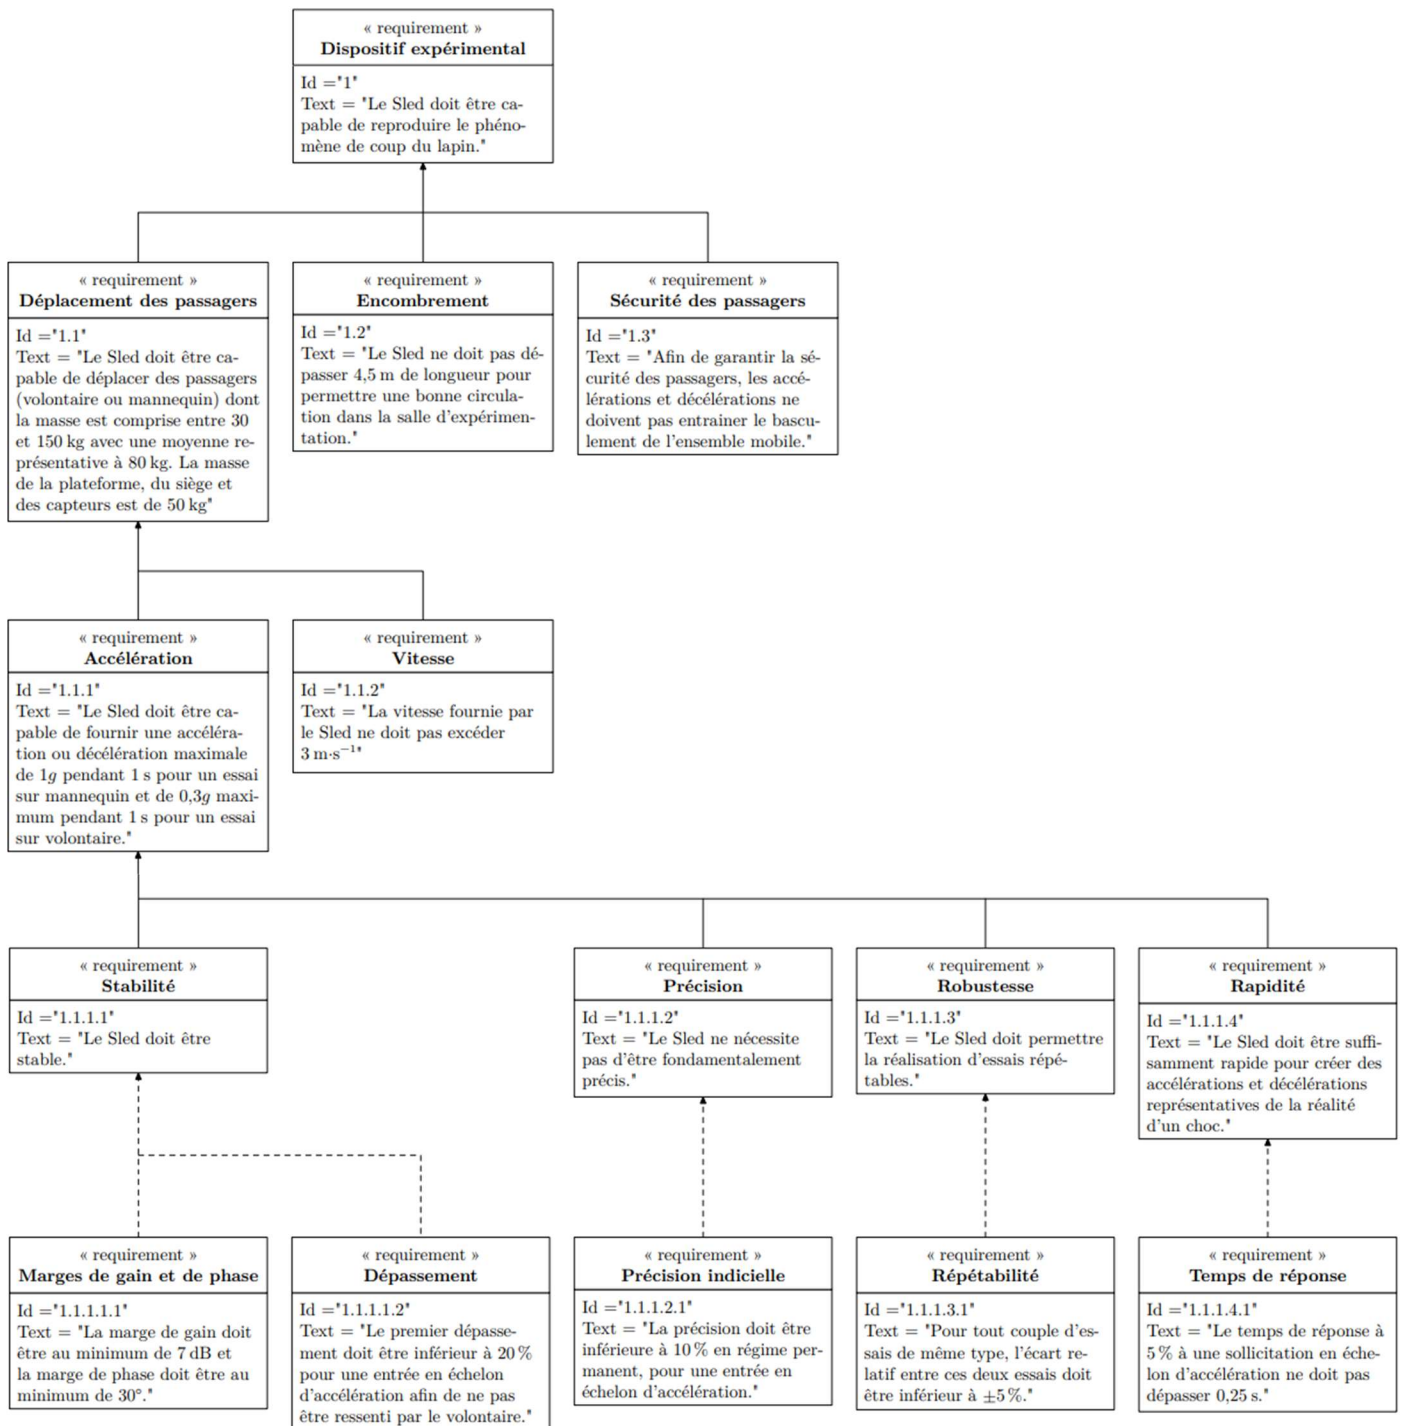 « requirement »
Dispositif expérimental
Id ="1"
Text = "Le Sled doit être ca-
pable de reproduire le phéno-
mène de coup du lapin."
« requirement »
Déplacement des passagers
Id ="1.1"
Text = "Le Sled doit être ca-
pable de déplacer des passagers
(volontaire ou mannequin) dont
la masse est comprise entre 30
et 150 kg avec une moyenne re-
présentative à 80 kg. La masse
de la plateforme, du siège et
des capteurs est de 50 kg"
« requirement »
Encombrement
Id ="1.2"
Text = "Le Sled ne doit pas dé-
passer 4,5 m de longueur pour
permettre une bonne circula-
tion dans la salle d'expérimen-
tation."
« requirement »
Sécurité des passagers
Id ="1.3"
Text = "Afin de garantir la sé-
curité des passagers, les accé-
lérations et décélérations ne
doivent pas entrainer le bascu-
lement de l'ensemble mobile."
« requirement »
Accélération
Id ="1.1.1"
Text = "Le Sled doit être ca-
pable de fournir une accéléra-
tion ou décélération maximale
de 1g pendant 1 s pour un essai
sur mannequin et de 0,3g maxi-
mum pendant 1 s pour un essai
sur volontaire."
« requirement »
Vitesse
Id ="1.1.2"
Text = "La vitesse fournie par
le Sled ne doit pas excéder
3 m·s⁻¹"
« requirement »
Stabilité
Id ="1.1.1.1"
Text = "Le Sled doit être
stable."
« requirement »
Précision
Id ="1.1.1.2"
Text = "Le Sled ne nécessite
pas d'être fondamentalement
précis."
« requirement »
Robustesse
Id ="1.1.1.3"
Text = "Le Sled doit permettre
la réalisation d'essais répé-
tables."
« requirement »
Rapidité
Id ="1.1.1.4"
Text = "Le Sled doit être suffi-
samment rapide pour créer des
accélérations et décélérations
représentatives de la réalité
d'un choc."
« requirement »
Marges de gain et de phase
Id ="1.1.1.1.1"
Text = "La marge de gain doit
être au minimum de 7 dB et
la marge de phase doit être au
minimum de 30°."
« requirement »
Dépassement
Id ="1.1.1.1.2"
Text = "Le premier dépasse-
ment doit être inférieur à 20 %
pour une entrée en échelon
d'accélération afin de ne pas
être ressenti par le volontaire."
« requirement »
Précision indicielle
Id ="1.1.1.2.1"
Text = "La précision doit être
inférieure à 10 % en régime per-
manent, pour une entrée en
échelon d'accélération."
« requirement »
Répétabilité
Id ="1.1.1.3.1"
Text = "Pour tout couple d'es-
sais de même type, l'écart re-
latif entre ces deux essais doit
être inférieur à ±5 %."
« requirement »
Temps de réponse
Id ="1.1.1.4.1"
Text = "Le temps de réponse à
5 % à une sollicitation en éche-
lon d'accélération ne doit pas
dépasser 0,25 s."